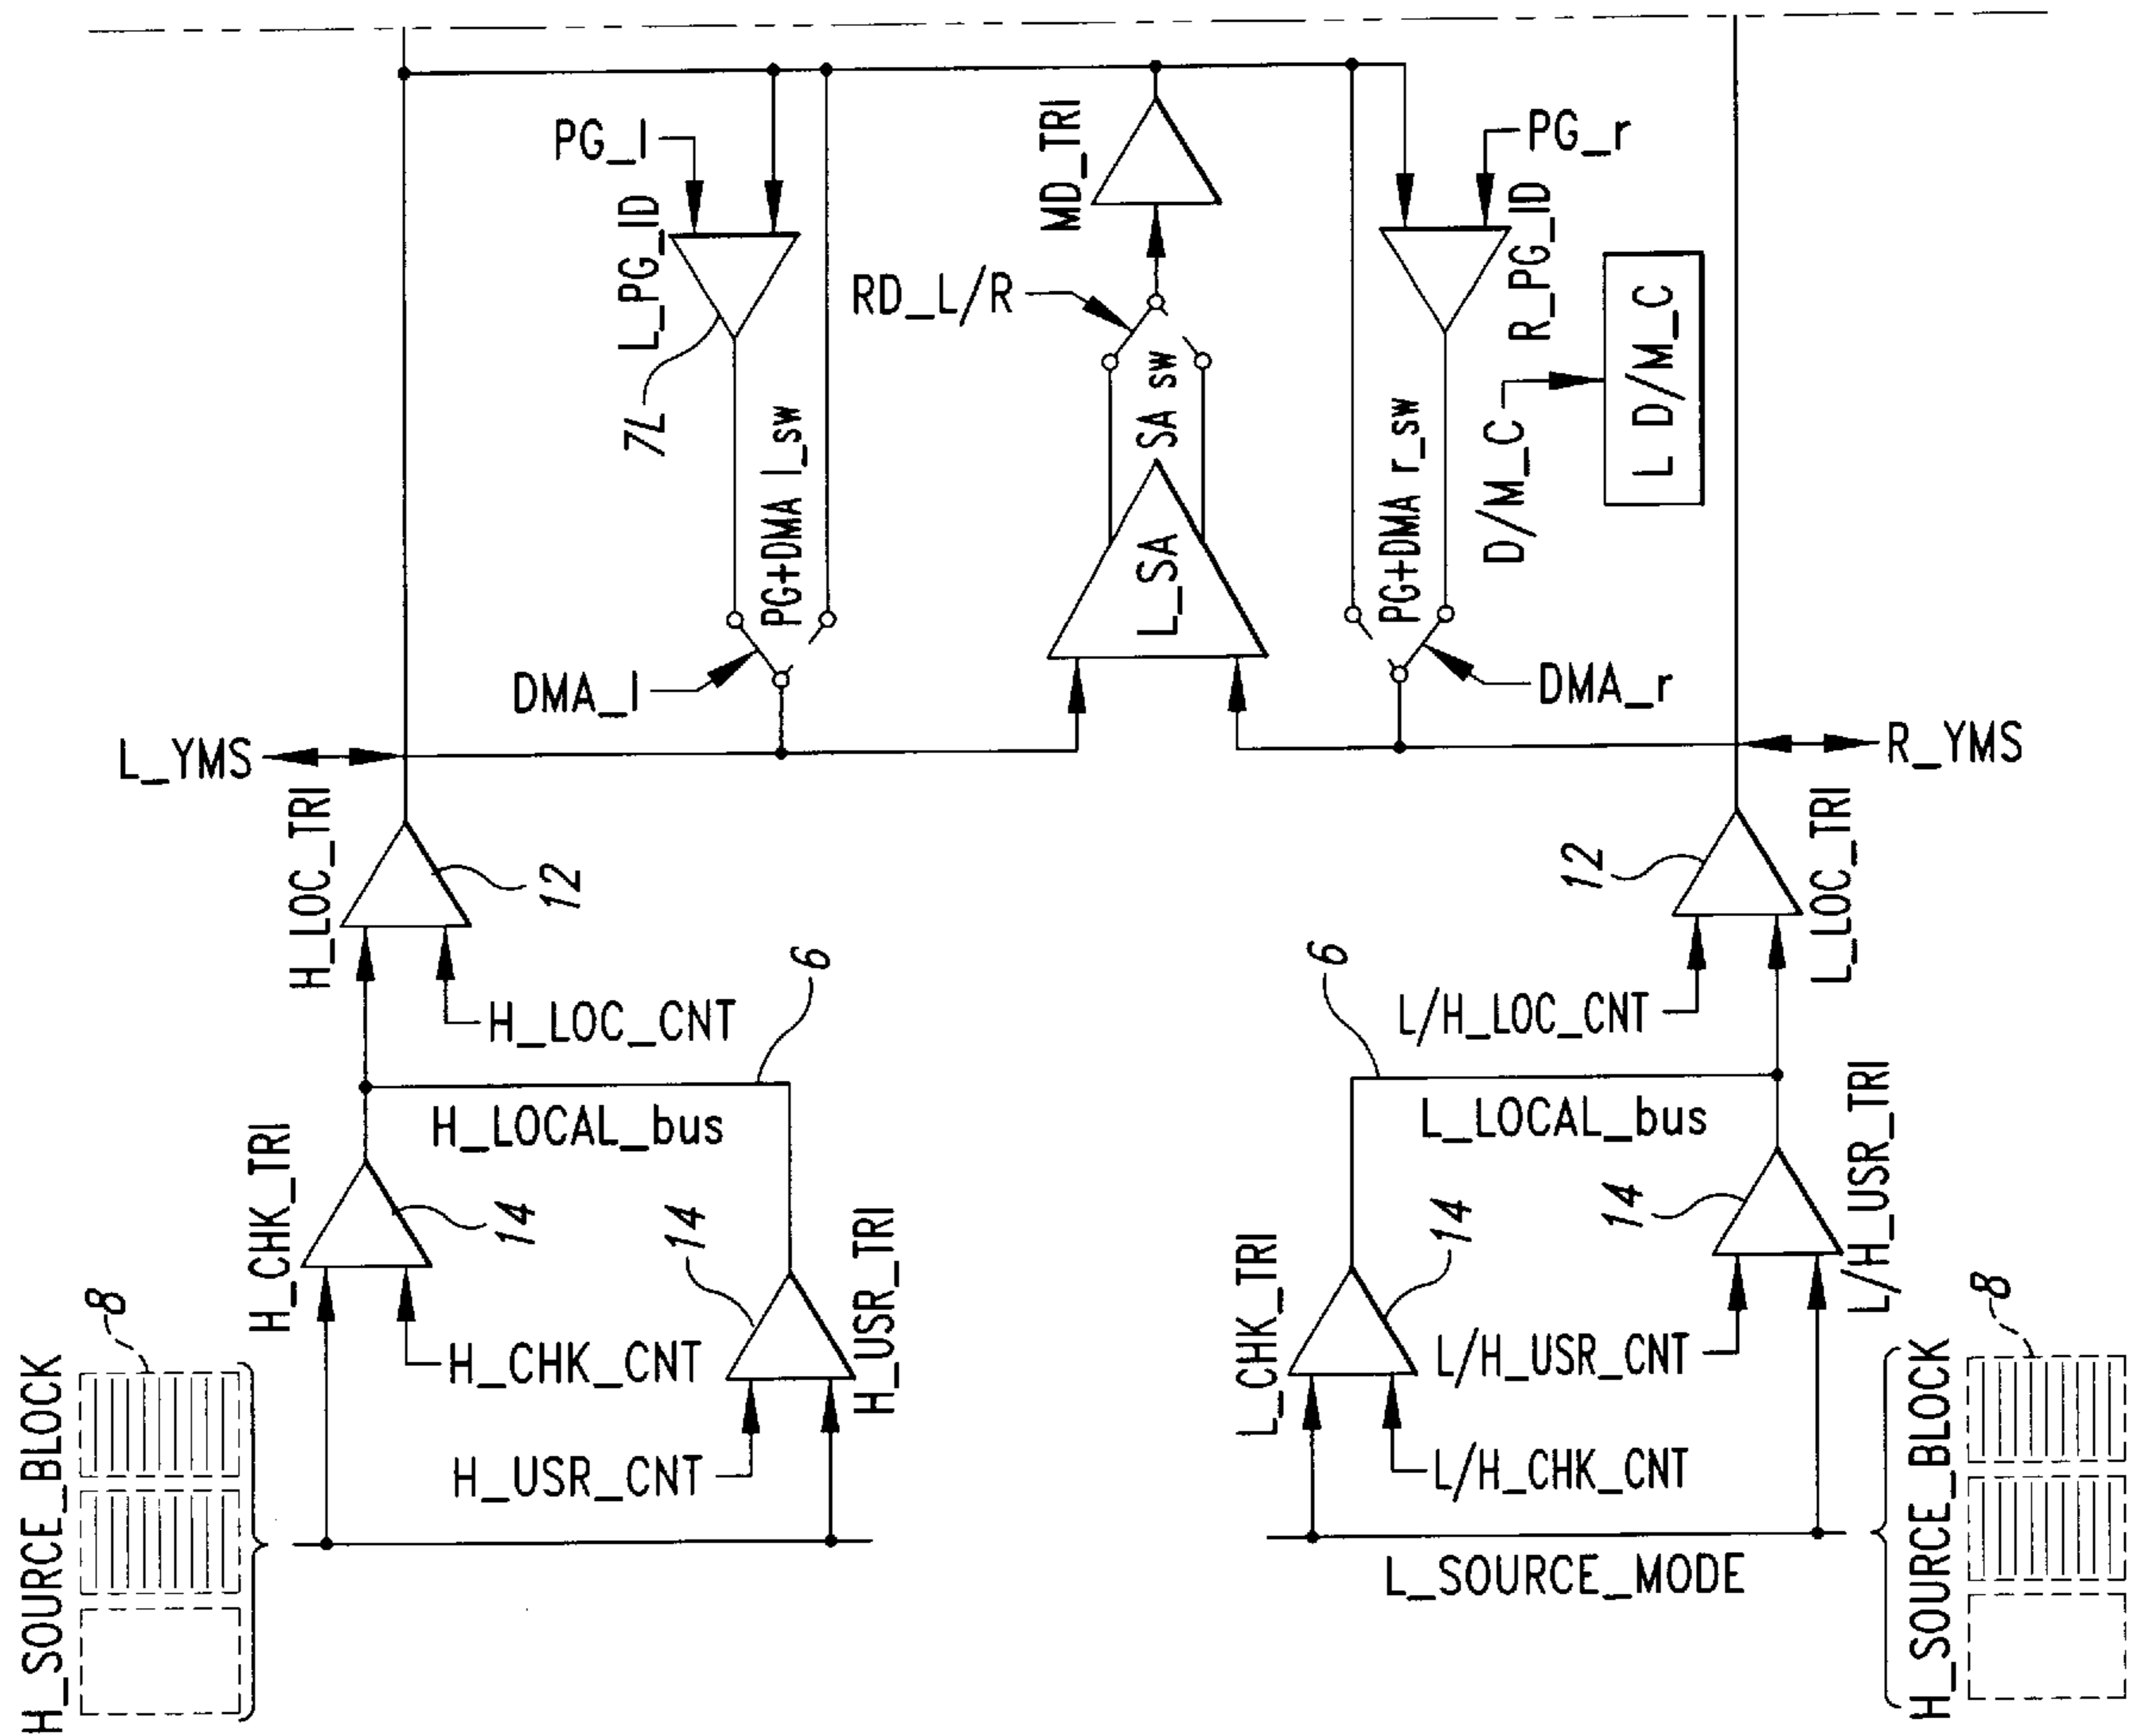 PG_l
L_PG_ID
7L
PG+DMA l_sw
DMA_l
MD_TRI
RD_L/R
SA sw
L_SA
PG_r
R_PG_ID
PG+DMA r_sw
D/M_C
L D/M_C
DMA_r
L_YMS
R_YMS
H_LOC_TRI
12
H_LOC_CNT
6
H_LOCAL_bus
H_CHK_TRI
14
H_CHK_CNT
14
H_USR_TRI
H_USR_CNT
8
H_SOURCE_BLOCK
12
L_LOC_TRI
L/H_LOC_CNT
6
L_LOCAL_bus
L_CHK_TRI
14
14
L/H_USR_TRI
L/H_USR_CNT
L/H_CHK_CNT
L_SOURCE_MODE
8
H_SOURCE_BLOCK